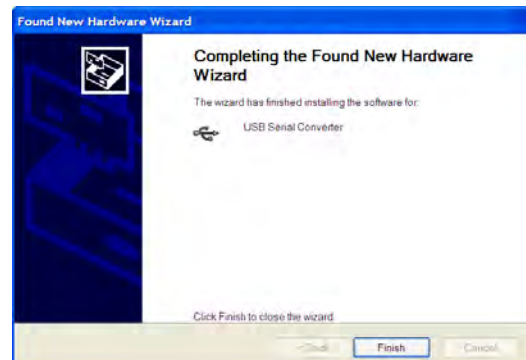 Found New Hardware Wizard
Completing the Found New Hardware
Wizard
The wizard has finished installing the software for:
USB Serial Converter
Click Finish to close the wizard.
< Back Finish Cancel